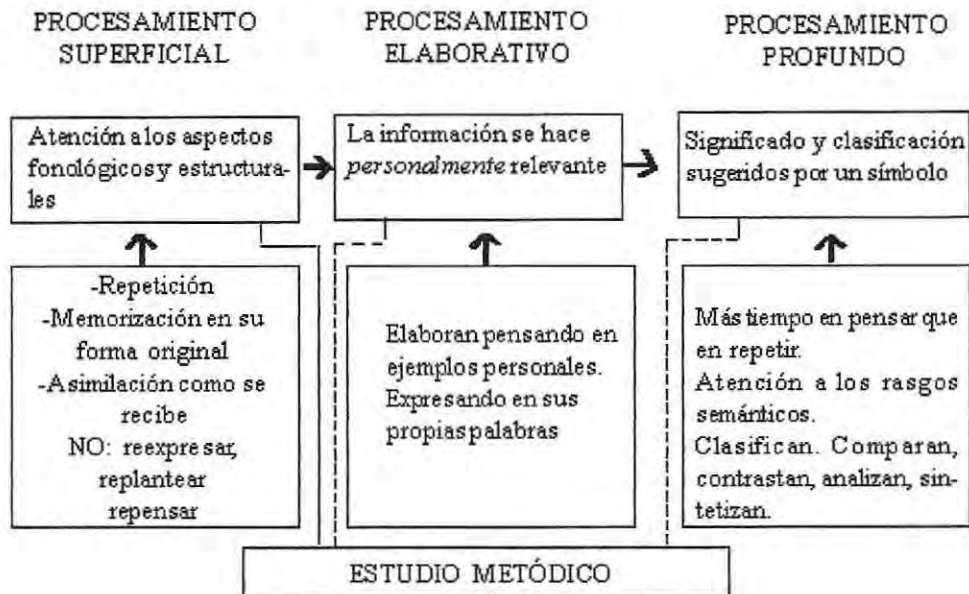 PROCESAMIENTO
SUPERFICIAL
PROCESAMIENTO
ELABORATIVO
PROCESAMIENTO
PROFUNDO
Atención a los aspectos
fonológicos y estructura-
les
La información se hace
personalmente relevante
Significado y clasificación
sugeridos por un símbolo
-Repetición
-Memorización en su
forma original
-Asimilación como se
recibe
NO: reexpresar,
replantear
repensar
Elaboran pensando en
ejemplos personales.
Expresando en sus
propias palabras
Más tiempo en pensar que
en repetir.
Atención a los rasgos
semánticos.
Clasifican. Comparan,
contrastan, analizan, sin-
tetizan.
ESTUDIO METÓDICO